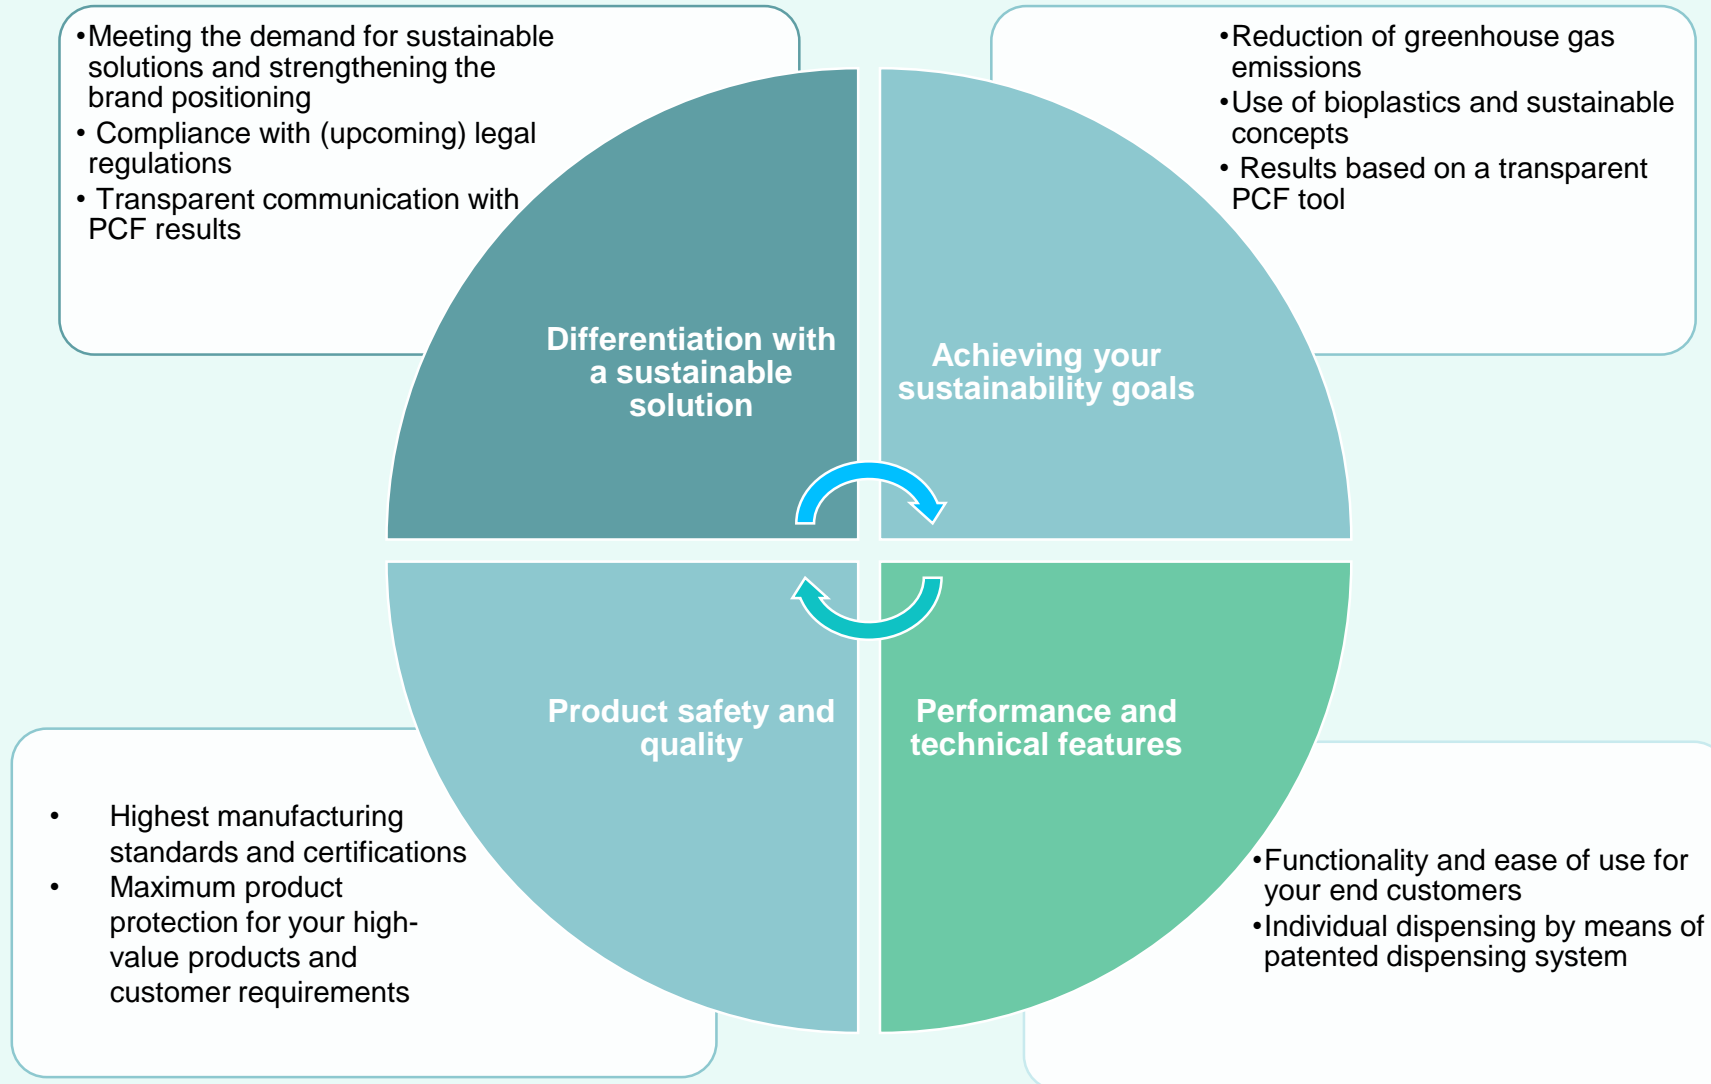 •Meeting the demand for sustainable
solutions and strengthening the
brand positioning
• Compliance with (upcoming) legal
regulations
• Transparent communication with
PCF results
•Reduction of greenhouse gas
emissions
•Use of bioplastics and sustainable
concepts
• Results based on a transparent
PCF tool
Differentiation with
a sustainable
solution
Achieving your
sustainability goals
Product safety and
quality
Performance and
technical features
• Highest manufacturing
standards and certifications
• Maximum product
protection for your high-
value products and
customer requirements
•Functionality and ease of use for
your end customers
•Individual dispensing by means of
patented dispensing system